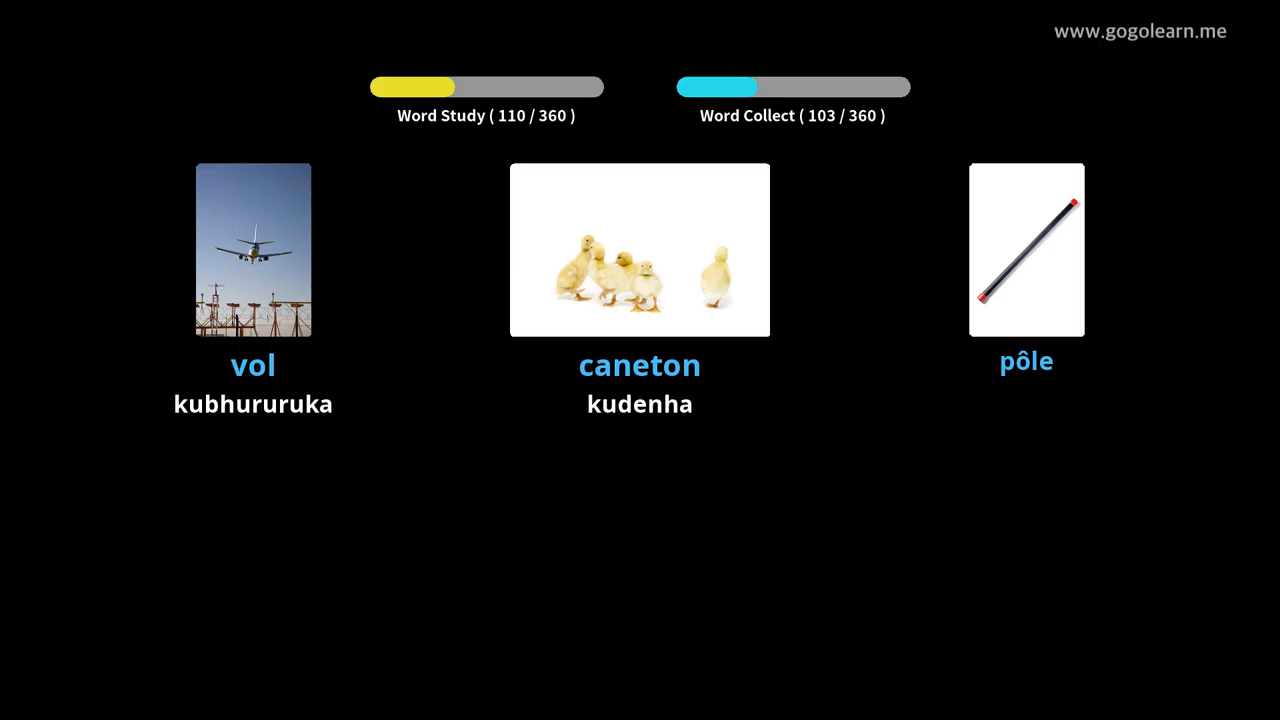 www.gogolearn.me
Word Study ( 110 / 360 )
Word Collect ( 103 / 360 )
vol
kubhururuka
caneton
kudenha
pôle